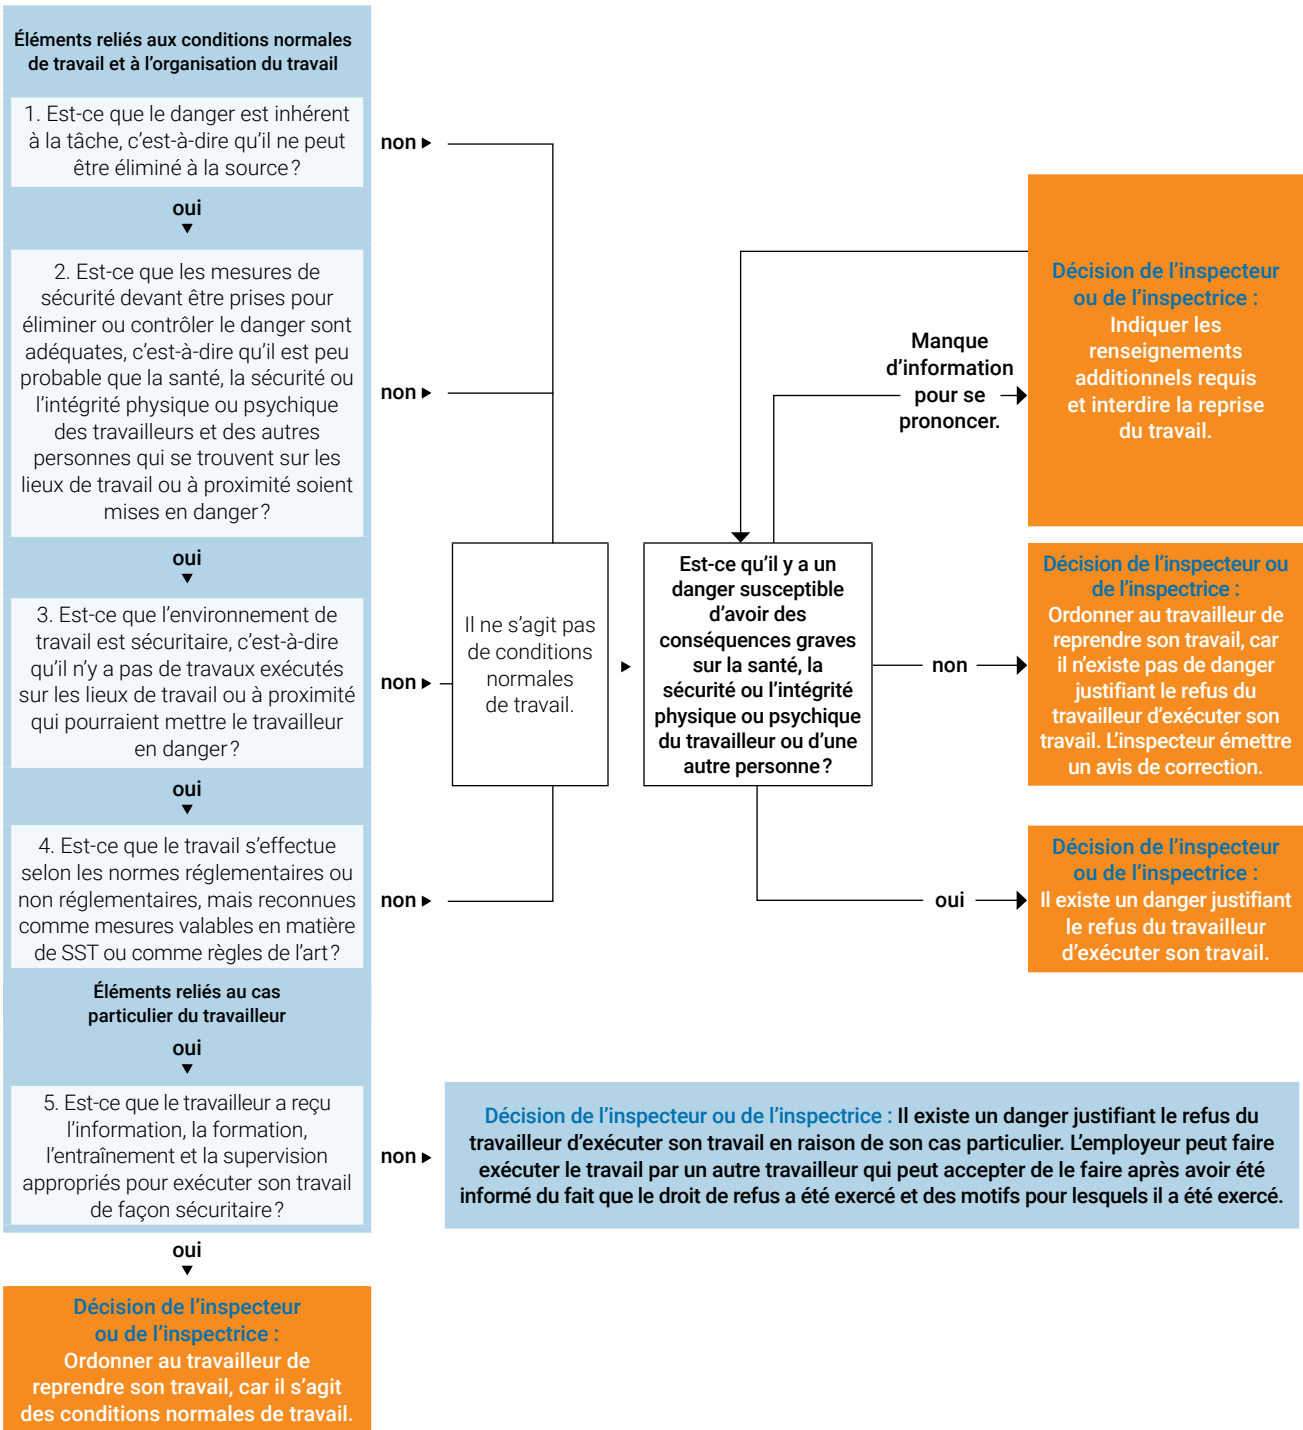 Éléments reliés aux conditions normales
de travail et à l'organisation du travail
1. Est-ce que le danger est inhérent
à la tâche, c'est-à-dire qu'il ne peut
être éliminé à la source ?
non
oui
2. Est-ce que les mesures de
sécurité devant être prises pour
éliminer ou contrôler le danger sont
adéquates, c'est-à-dire qu'il est peu
probable que la santé, la sécurité ou
l'intégrité physique ou psychique
des travailleurs et des autres
personnes qui se trouvent sur les
lieux de travail ou à proximité soient
mises en danger ?
non
oui
3. Est-ce que l'environnement de
travail est sécuritaire, c'est-à-dire
qu'il n'y a pas de travaux exécutés
sur les lieux de travail ou à proximité
qui pourraient mettre le travailleur
en danger ?
non
oui
4. Est-ce que le travail s'effectue
selon les normes réglementaires ou
non réglementaires, mais reconnues
comme mesures valables en matière
de SST ou comme règles de l'art ?
non
Éléments reliés au cas
particulier du travailleur
oui
5. Est-ce que le travailleur a reçu
l'information, la formation,
l'entraînement et la supervision
appropriés pour exécuter son travail
de façon sécuritaire ?
non
oui
Décision de l'inspecteur
ou de l'inspectrice :
Ordonner au travailleur de
reprendre son travail, car il s'agit
des conditions normales de travail.
Il ne s'agit pas
de conditions
normales
de travail.
Est-ce qu'il y a un
danger susceptible
d'avoir des
conséquences graves
sur la santé, la
sécurité ou l'intégrité
physique ou psychique
du travailleur ou d'une
autre personne ?
Manque
d'information
pour se
prononcer.
Décision de l'inspecteur
ou de l'inspectrice :
Indiquer les
renseignements
additionnels requis
et interdire la reprise
du travail.
non
Décision de l'inspecteur ou
de l'inspectrice :
Ordonner au travailleur de
reprendre son travail, car
il n'existe pas de danger
justifiant le refus du
travailleur d'exécuter son
travail. L'inspecteur émettre
un avis de correction.
oui
Décision de l'inspecteur
ou de l'inspectrice :
Il existe un danger justifiant
le refus du travailleur
d'exécuter son travail.
Décision de l'inspecteur ou de l'inspectrice : Il existe un danger justifiant le refus du
travailleur d'exécuter son travail en raison de son cas particulier. L'employeur peut faire
exécuter le travail par un autre travailleur qui peut accepter de le faire après avoir été
informé du fait que le droit de refus a été exercé et des motifs pour lesquels il a été exercé.